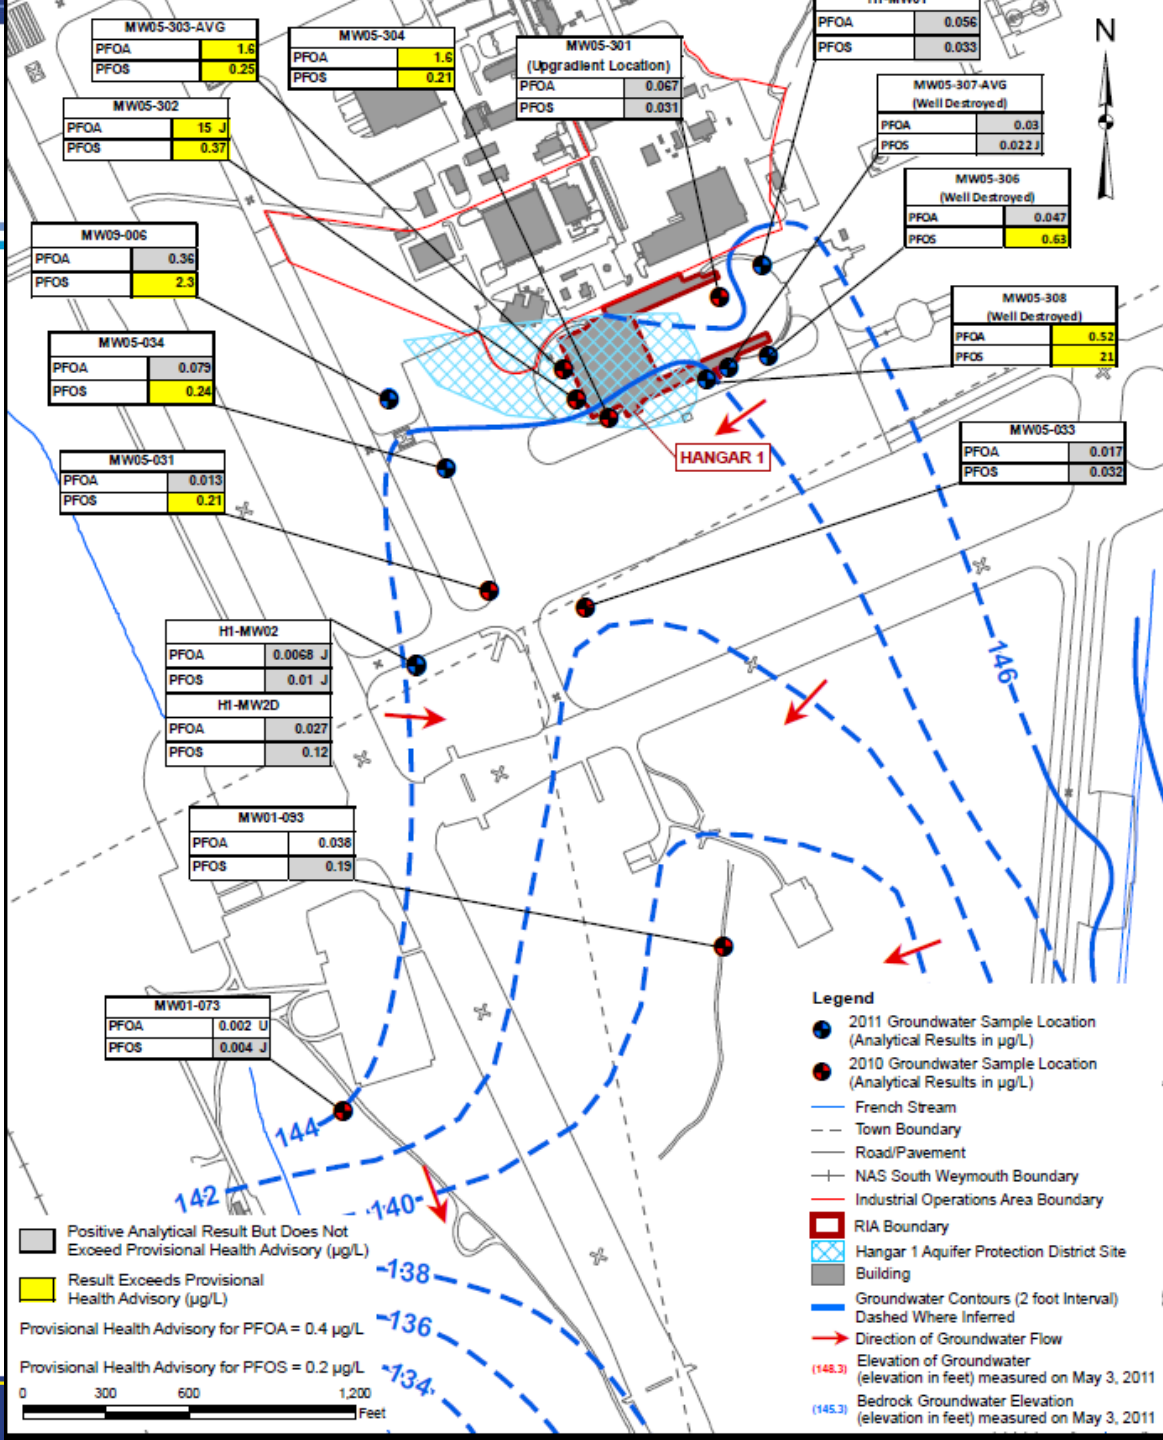 H1-MW01
PFOA 0.056
PFOS 0.033
MW05-303-AVG
PFOA 1.6
PFOS 0.25
MW05-304
PFOA 1.6
PFOS 0.21
MW05-301
(Upgradient Location)
PFOA 0.067
PFOS 0.031
N
MW05-307-AVG
(Well Destroyed)
PFOA 0.03
PFOS 0.022 J
MW05-302
PFOA 15 J
PFOS 0.37
MW05-306
(Well Destroyed)
PFOA 0.047
PFOS 0.63
MW09-006
PFOA 0.36
PFOS 2.3
MW05-308
(Well Destroyed)
PFOA 0.52
PFOS 21
MW05-034
PFOA 0.079
PFOS 0.24
HANGAR 1
MW05-033
PFOA 0.017
PFOS 0.032
MW05-031
PFOA 0.013
PFOS 0.21
H1-MW02
PFOA 0.0068 J
PFOS 0.01 J
H1-MW2D
PFOA 0.027
PFOS 0.12
146
MW01-093
PFOA 0.038
PFOS 0.19
MW01-073
PFOA 0.002 U
PFOS 0.004 J
144
142
140
138
136
134
Legend
2011 Groundwater Sample Location
(Analytical Results in µg/L)
2010 Groundwater Sample Location
(Analytical Results in µg/L)
French Stream
Town Boundary
Road/Pavement
NAS South Weymouth Boundary
Industrial Operations Area Boundary
RIA Boundary
Hangar 1 Aquifer Protection District Site
Building
Groundwater Contours (2 foot Interval)
Dashed Where Inferred
Direction of Groundwater Flow
(148.3) Elevation of Groundwater
(elevation in feet) measured on May 3, 2011
(145.3) Bedrock Groundwater Elevation
(elevation in feet) measured on May 3, 2011
Positive Analytical Result But Does Not
Exceed Provisional Health Advisory (µg/L)
Result Exceeds Provisional
Health Advisory (µg/L)
Provisional Health Advisory for PFOA = 0.4 µg/L
Provisional Health Advisory for PFOS = 0.2 µg/L
0 300 600 1,200
Feet